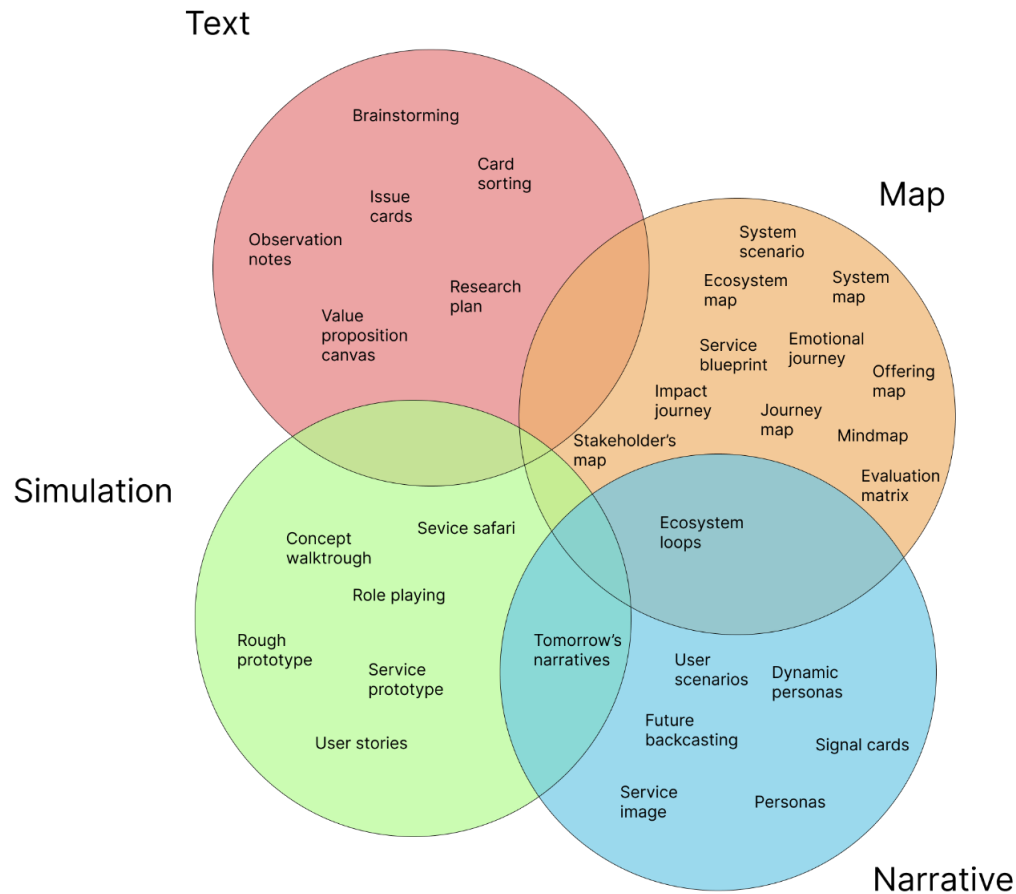 Text
Brainstorming
Card
sorting
Issue
cards
Observation
notes
Research
plan
Value
proposition
canvas
Map
System
scenario
Ecosystem
map
System
map
Service
blueprint
Emotional
journey
Offering
map
Impact
journey
Journey
map
Mindmap
Stakeholder’s
map
Evaluation
matrix
Ecosystem
loops
Simulation
Sevice safari
Concept
walktrough
Role playing
Rough
prototype
Service
prototype
User stories
Tomorrow’s
narratives
User
scenarios
Dynamic
personas
Future
backcasting
Signal cards
Service
image
Personas
Narrative